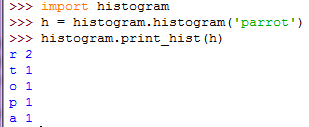 >>> import histogram
>>> h = histogram.histogram('parrot')
>>> histogram.print_hist(h)
r 2
t 1
o 1
p 1
a 1